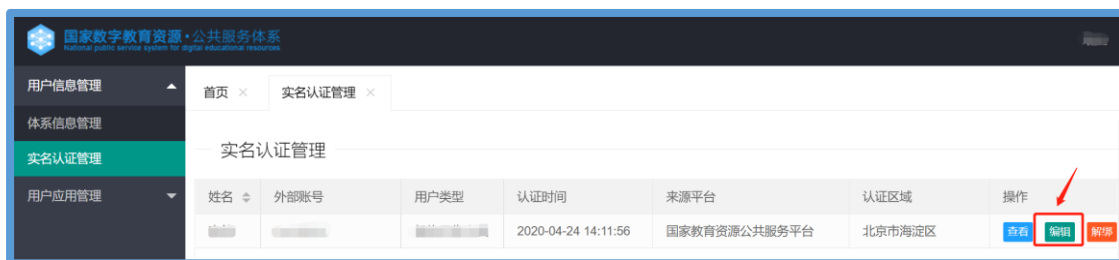 国家数字教育资源·公共服务体系
National public service system for digital educational resources
用户信息管理
首页 × 实名认证管理 ×
体系信息管理
实名认证管理
实名认证管理
用户应用管理
姓名 外部账号 用户类型 认证时间 来源平台 认证区域 操作
2020-04-24 14:11:56 国家教育资源公共服务平台 北京市海淀区 查看 编辑 解绑